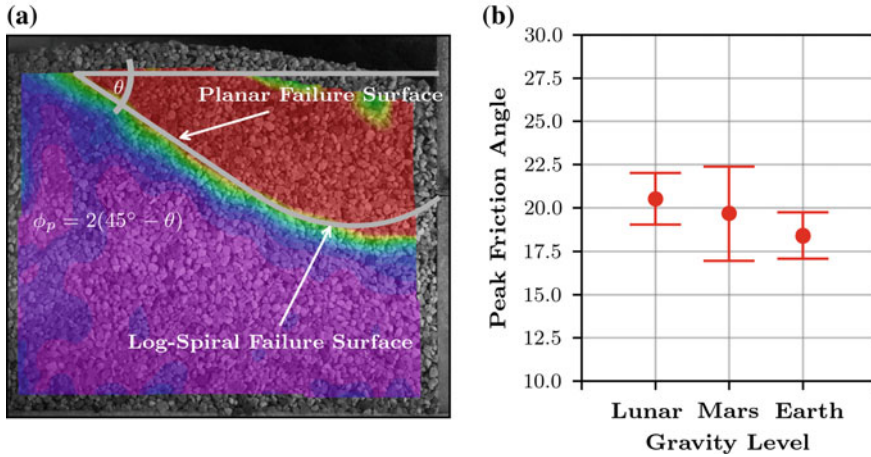 (a)
θ
Planar Failure Surface
ϕ_p = 2(45° − θ)
Log-Spiral Failure Surface
(b)
Peak Friction Angle
30.0
27.5
25.0
22.5
20.0
17.5
15.0
12.5
10.0
Lunar Mars Earth
Gravity Level